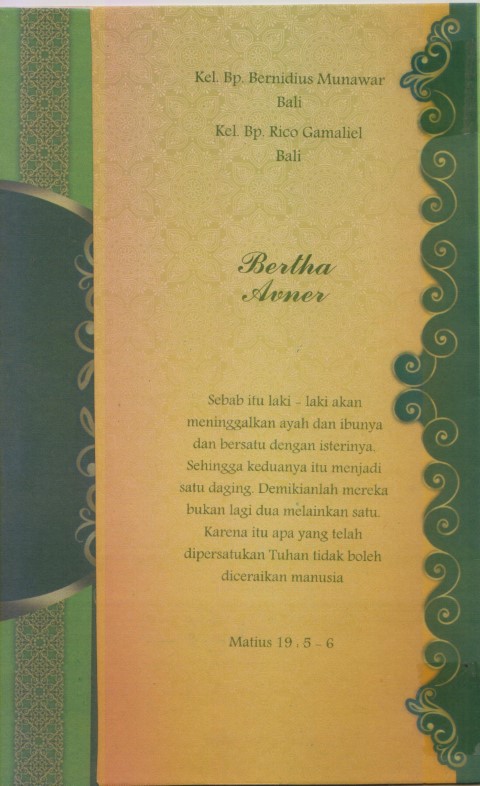 Kel. Bp. Bernidius Munawar
Bali
Kel. Bp. Rico Gamaliel
Bali
Bertha
Avner
Sebab itu laki - laki akan
meninggalkan ayah dan ibunya
dan bersatu dengan isterinya.
Sehingga keduanya itu menjadi
satu daging. Demikianlah mereka
bukan lagi dua melainkan satu.
Karena itu apa yang telah
dipersatukan Tuhan tidak boleh
diceraikan manusia
Matius 19 : 5 - 6